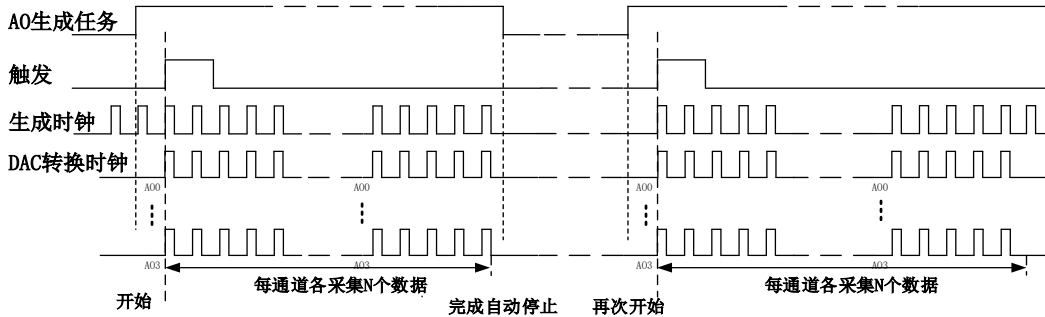 AO生成任务
触发
生成时钟
DAC转换时钟
AO0 AO0 AO0 AO0
AO3 AO3 AO3 AO3
每通道各采集N个数据 每通道各采集N个数据
开始 完成自动停止 再次开始